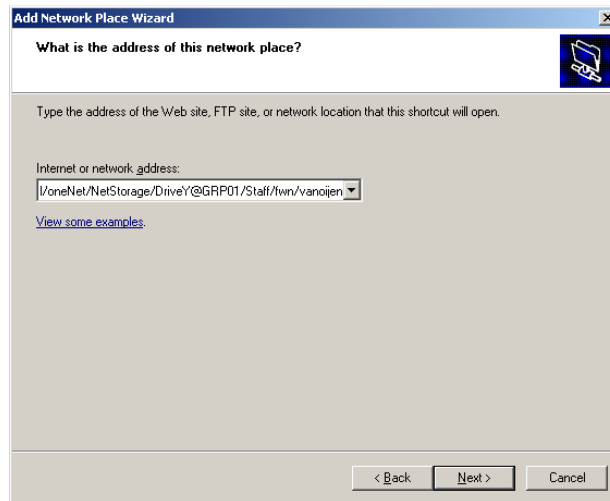 Add Network Place Wizard
What is the address of this network place?
Type the address of the Web site, FTP site, or network location that this shortcut will open.
Internet or network address:
l/oneNet/NetStorage/DriveY@GRP01/Staff/fwn/vanoijen
View some examples.
< Back
Next >
Cancel